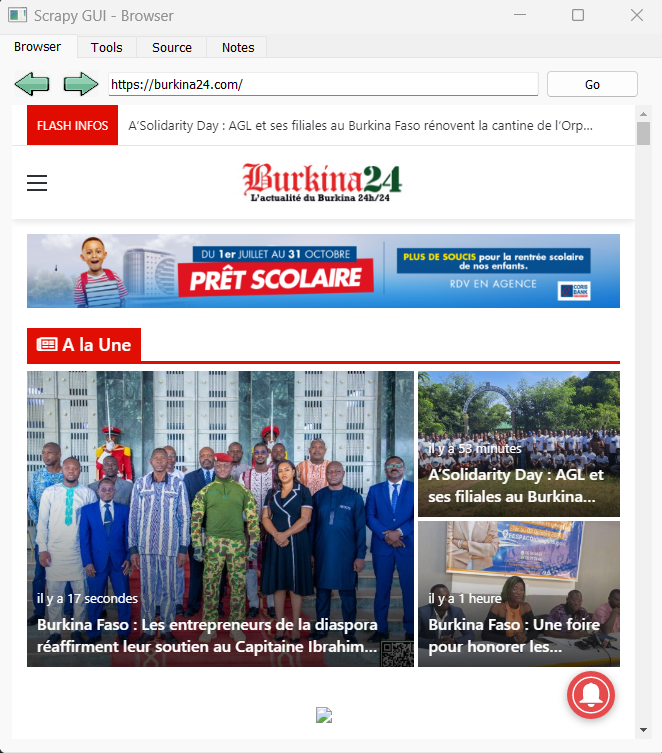 Scrapy GUI - Browser
Browser
Tools
Source
Notes
https://burkina24.com/
Go
FLASH INFOS
A'Solidarity Day : AGL et ses filiales au Burkina Faso rénovent la cantine de l'Orp...
Burkina24
L'actualité du Burkina 24h/24
DU 1er JUILLET AU 31 OCTOBRE
PRÊT SCOLAIRE
PLUS DE SOUCIS pour la rentrée scolaire
de nos enfants.
RDV EN AGENCE
CORIS
BANK
A la Une
il y a 17 secondes
Burkina Faso : Les entrepreneurs de la diaspora
réaffirment leur soutien au Capitaine Ibrahim...
il y a 53 minutes
A'Solidarity Day : AGL et
ses filiales au Burkina...
il y a 1 heure
Burkina Faso : Une foire
pour honorer les...